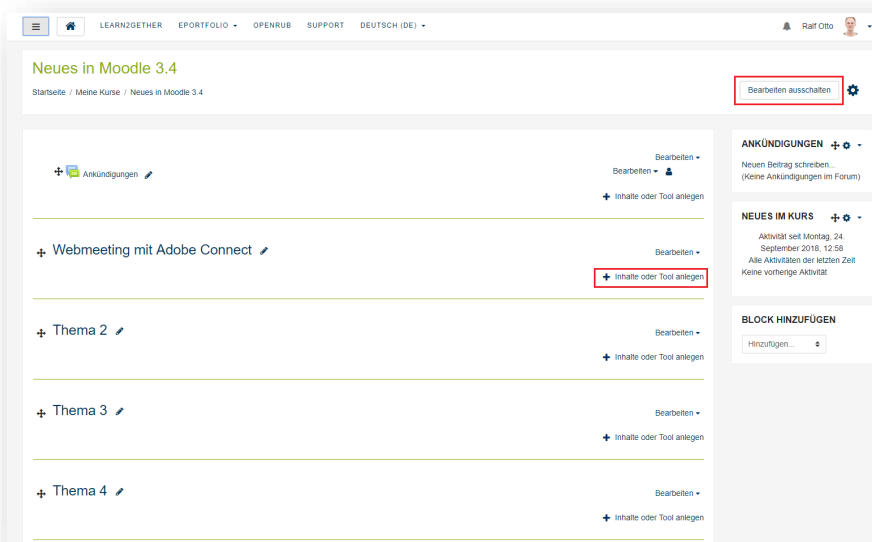 LEARN2GETHER EPORTFOLIO OPENRUB SUPPORT DEUTSCH (DE) Ralf Otto
Neues in Moodle 3.4
Startseite / Meine Kurse / Neues in Moodle 3.4
Bearbeiten ausschalten
Bearbeiten
Ankündigungen Bearbeiten
+ Inhalte oder Tool anlegen
Webmeeting mit Adobe Connect Bearbeiten
+ Inhalte oder Tool anlegen
Thema 2 Bearbeiten
+ Inhalte oder Tool anlegen
Thema 3 Bearbeiten
+ Inhalte oder Tool anlegen
Thema 4 Bearbeiten
+ Inhalte oder Tool anlegen
ANKÜNDIGUNGEN
Neuen Beitrag schreiben...
(Keine Ankündigungen im Forum)
NEUES IM KURS
Aktivität seit Montag, 24.
September 2018, 12:58
Alle Aktivitäten der letzten Zeit
Keine vorherige Aktivität
BLOCK HINZUFÜGEN
Hinzufügen...